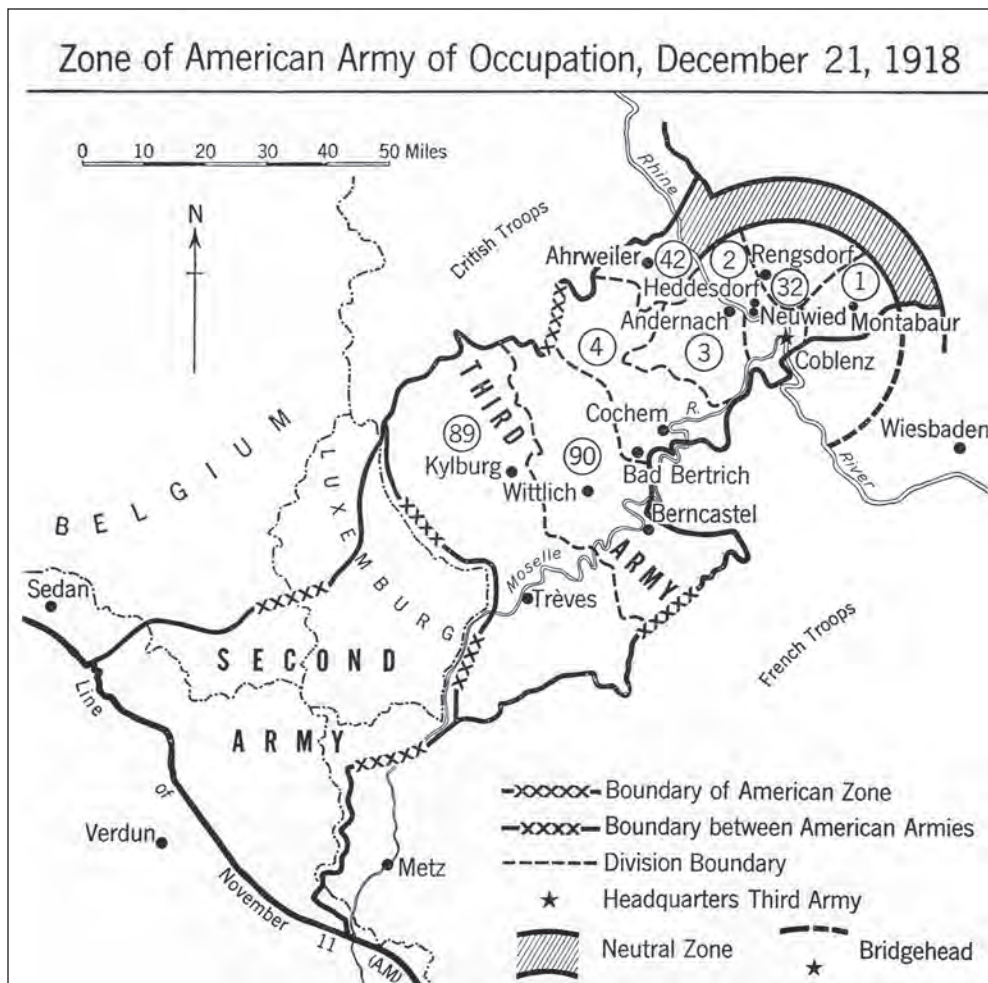 Zone of American Army of Occupation, December 21, 1918
0 10 20 30 40 50 Miles
N
Critish Troops
Rhine
Ahrweiler
42
2
Rengsdorf
Heddesdorf
32
1
Andernach
Neuwied
Montabaur
4
3
Coblenz
THIRD
Cochem
R.
Wiesbaden
89
Kylburg
90
Bad Bertrich
River
Wittlich
BELGIUM
LUXEMBURG
Berncastel
ARMY
Moselle
Sedan
Trèves
SECOND
French Troops
Line
ARMY
of
Boundary of American Zone
Verdun
Boundary between American Armies
Metz
Division Boundary
November
Headquarters Third Army
11
(A.M.)
Neutral Zone
Bridgehead